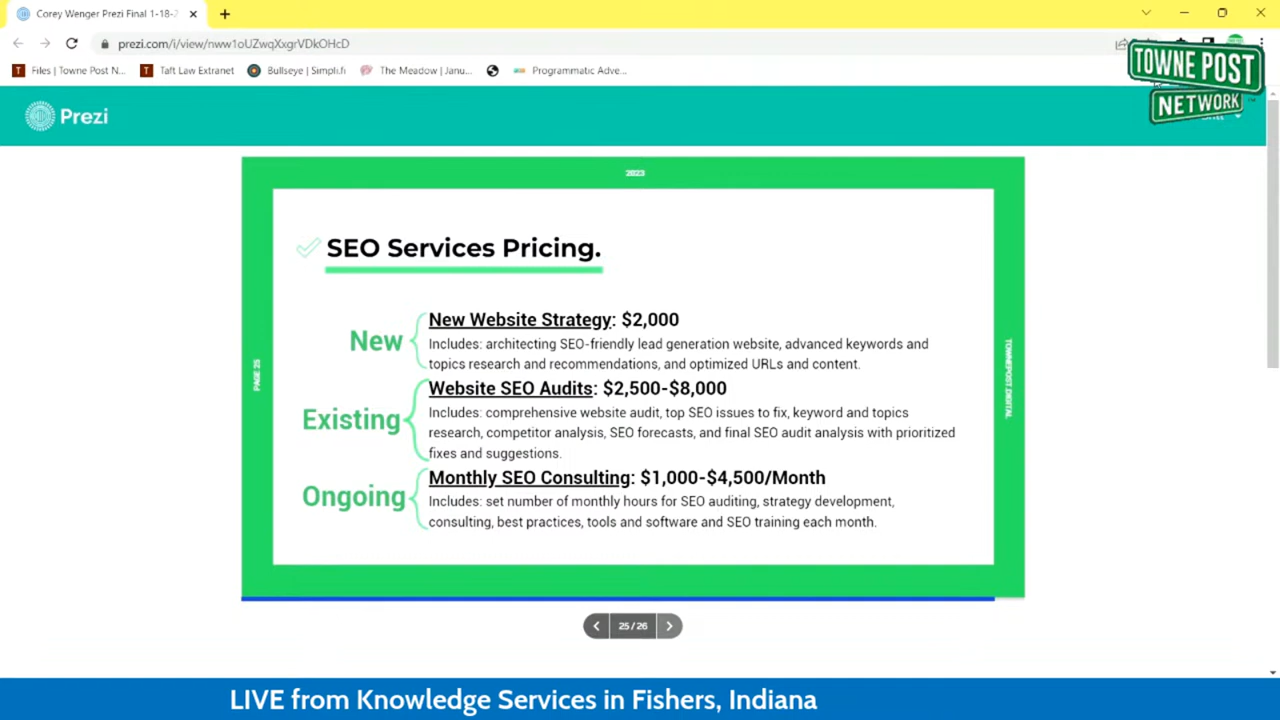 Corey Wenger Prezi Final 1-18-2
prezi.com/i/view/nww1oUZwqXxgrVDkOHcD
Files | Towne Post N...
Taft Law Extranet
Bullseye | Simpli.fi
The Meadow | Janu...
Programmatic Adve...
TOWNE POST
NETWORK
Prezi
2023
SEO Services Pricing.
New
New Website Strategy: $2,000
Includes: architecting SEO-friendly lead generation website, advanced keywords and
topics research and recommendations, and optimized URLs and content.
PAGE 25
TOWNEPOST DIGITAL
Existing
Website SEO Audits: $2,500-$8,000
Includes: comprehensive website audit, top SEO issues to fix, keyword and topics
research, competitor analysis, SEO forecasts, and final SEO audit analysis with prioritized
fixes and suggestions.
Ongoing
Monthly SEO Consulting: $1,000-$4,500/Month
Includes: set number of monthly hours for SEO auditing, strategy development,
consulting, best practices, tools and software and SEO training each month.
25 / 26
LIVE from Knowledge Services in Fishers, Indiana